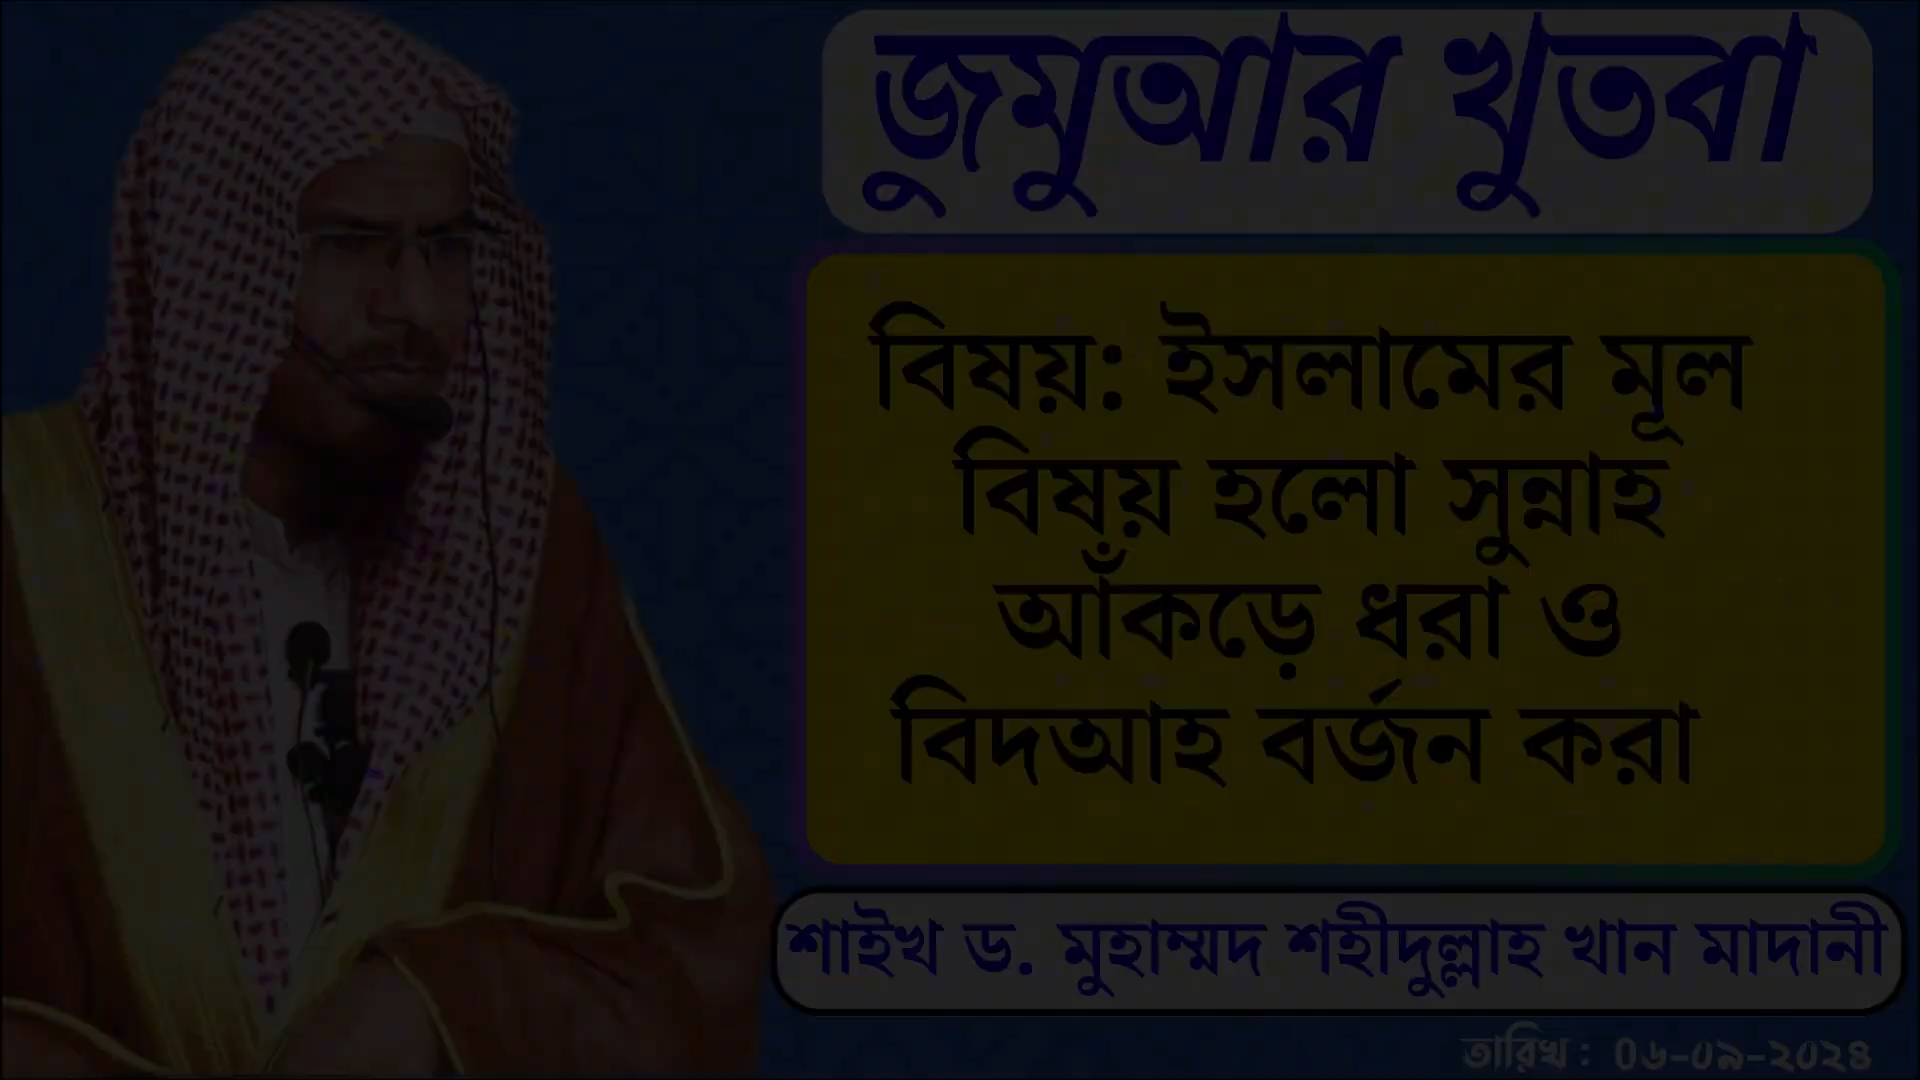 জুমুআর খুতবা
বিষয়: ইসলামের মূল
বিষয় হলো সুন্নাহ
আঁকড়ে ধরা ও
বিদআহ বর্জন করা
শাইখ ড. মুহাম্মদ শহীদুল্লাহ খান মাদানী
তারিখ : ০৬-০৯-২০২৪